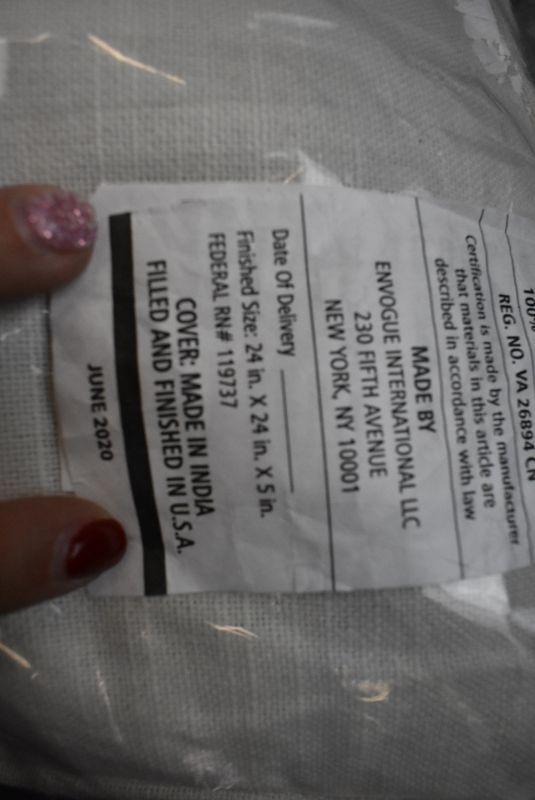 100%
REG. NO. VA 26894 CN
Certification is made by the manufacturer
that materials in this article are
described in accordance with law
MADE BY
ENVOGUE INTERNATIONAL LLC
230 FIFTH AVENUE
NEW YORK, NY 10001
Date Of Delivery
Finished Size: 24 in. X 24 in. X 5 in.
FEDERAL RN# 119737
COVER: MADE IN INDIA
FILLED AND FINISHED IN U.S.A.
JUNE 2020